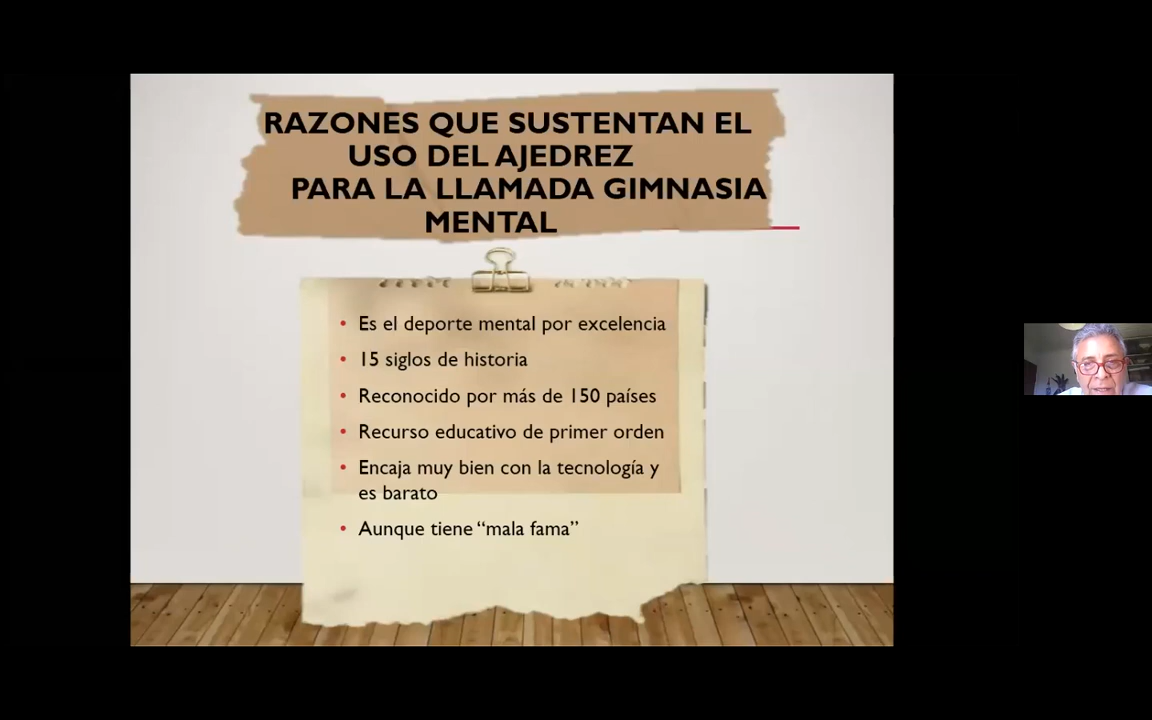 RAZONES QUE SUSTENTAN EL
USO DEL AJEDREZ
PARA LA LLAMADA GIMNASIA
MENTAL
• Es el deporte mental por excelencia
• 15 siglos de historia
• Reconocido por más de 150 países
• Recurso educativo de primer orden
• Encaja muy bien con la tecnología y
es barato
• Aunque tiene “mala fama”